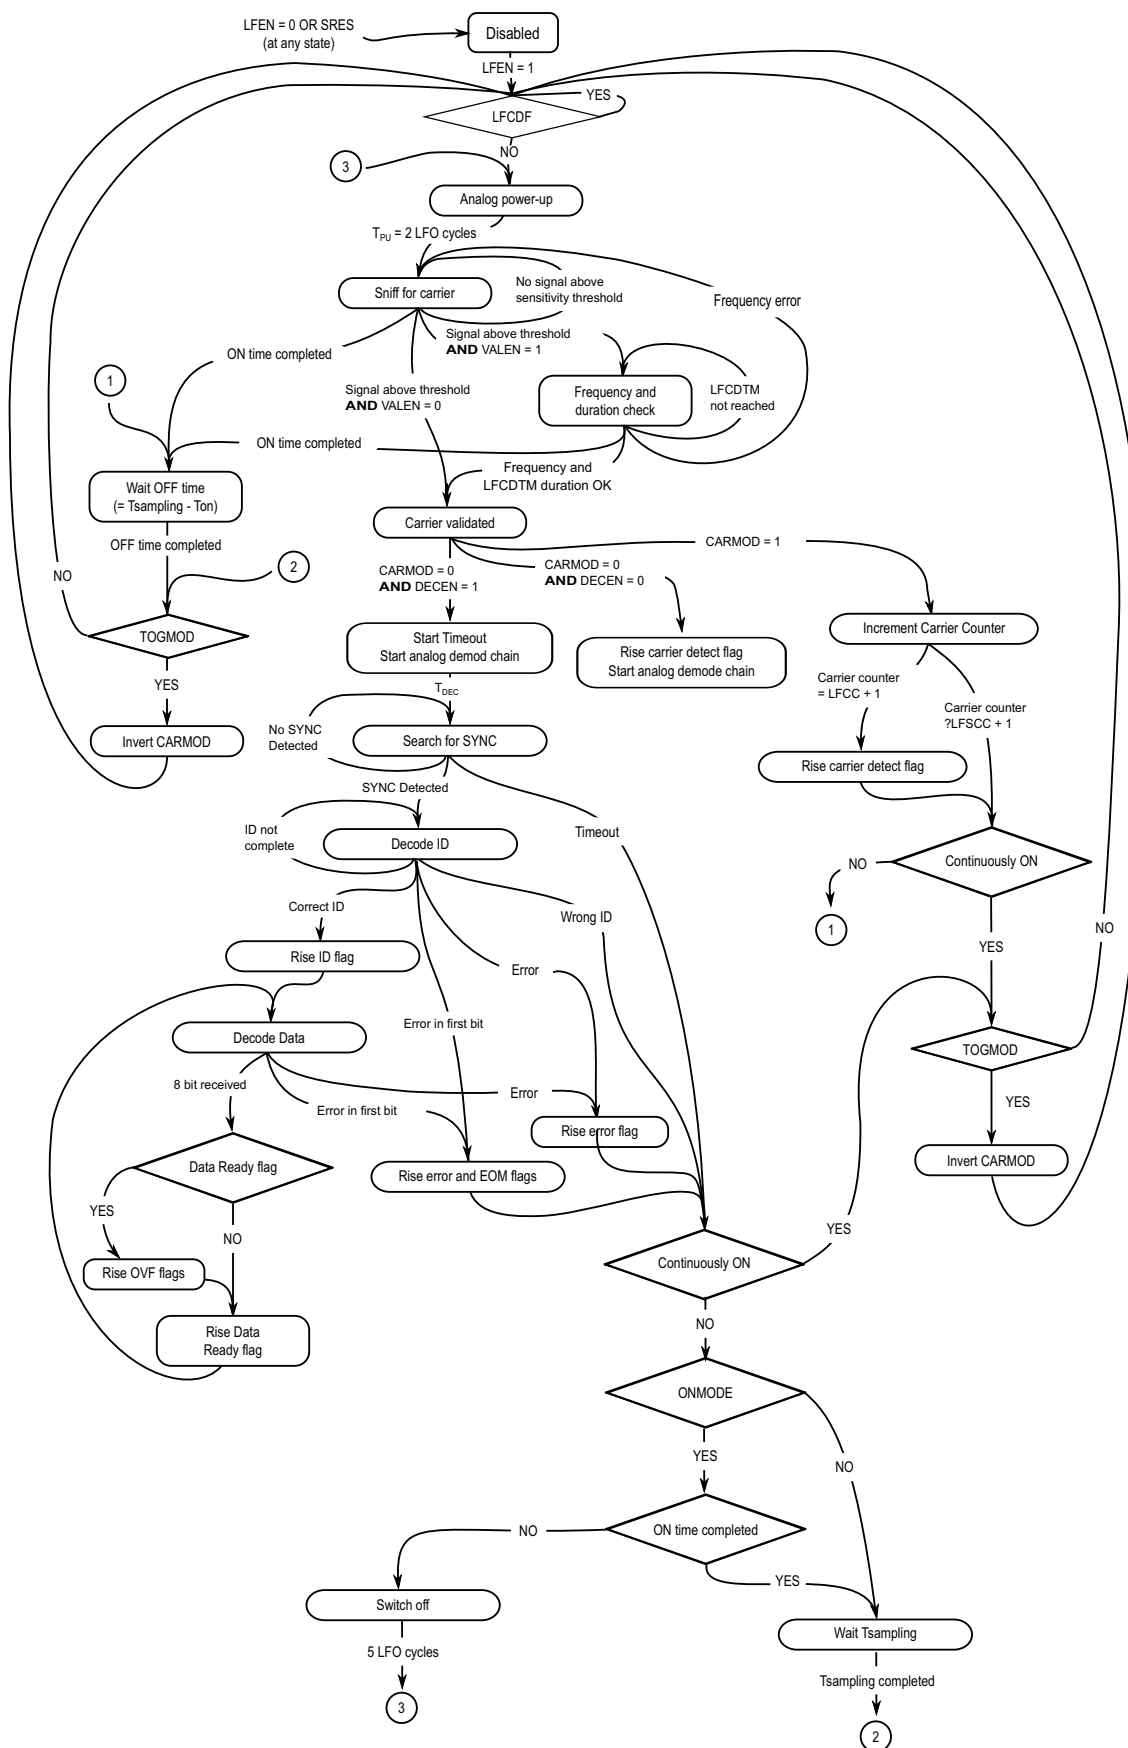 LFEN = 0 OR SRES
(at any state)
Disabled
LFEN = 1
YES
LFCDF
NO
3
Analog power-up
TPU = 2 LFO cycles
Sniff for carrier
No signal above
sensitivity threshold
Frequency error
Signal above threshold
AND VALEN = 1
ON time completed
1
Signal above threshold
AND VALEN = 0
Frequency and
duration check
LFCDTM
not reached
ON time completed
Frequency and
LFCDTM duration OK
Wait OFF time
(= Tsampling - Ton)
Carrier validated
OFF time completed
CARMOD = 1
NO
2
CARMOD = 0
AND DECEN = 1
CARMOD = 0
AND DECEN = 0
TOGMOD
Start Timeout
Start analog demod chain
Rise carrier detect flag
Start analog demode chain
Increment Carrier Counter
YES
TDEC
Carrier counter
= LFCC + 1
Carrier counter
?LFSCC + 1
Invert CARMOD
No SYNC
Detected
Search for SYNC
Rise carrier detect flag
SYNC Detected
ID not
complete
Decode ID
Timeout
Continuously ON
NO
1
Correct ID
Wrong ID
NO
YES
Rise ID flag
Error
Error in first bit
Decode Data
TOGMOD
8 bit received
Error in first bit
Error
YES
Rise error flag
Data Ready flag
Rise error and EOM flags
Invert CARMOD
YES
NO
YES
Rise OVF flags
Continuously ON
Rise Data
Ready flag
NO
ONMODE
YES
NO
NO
ON time completed
YES
Switch off
Wait Tsampling
5 LFO cycles
Tsampling completed
3
2